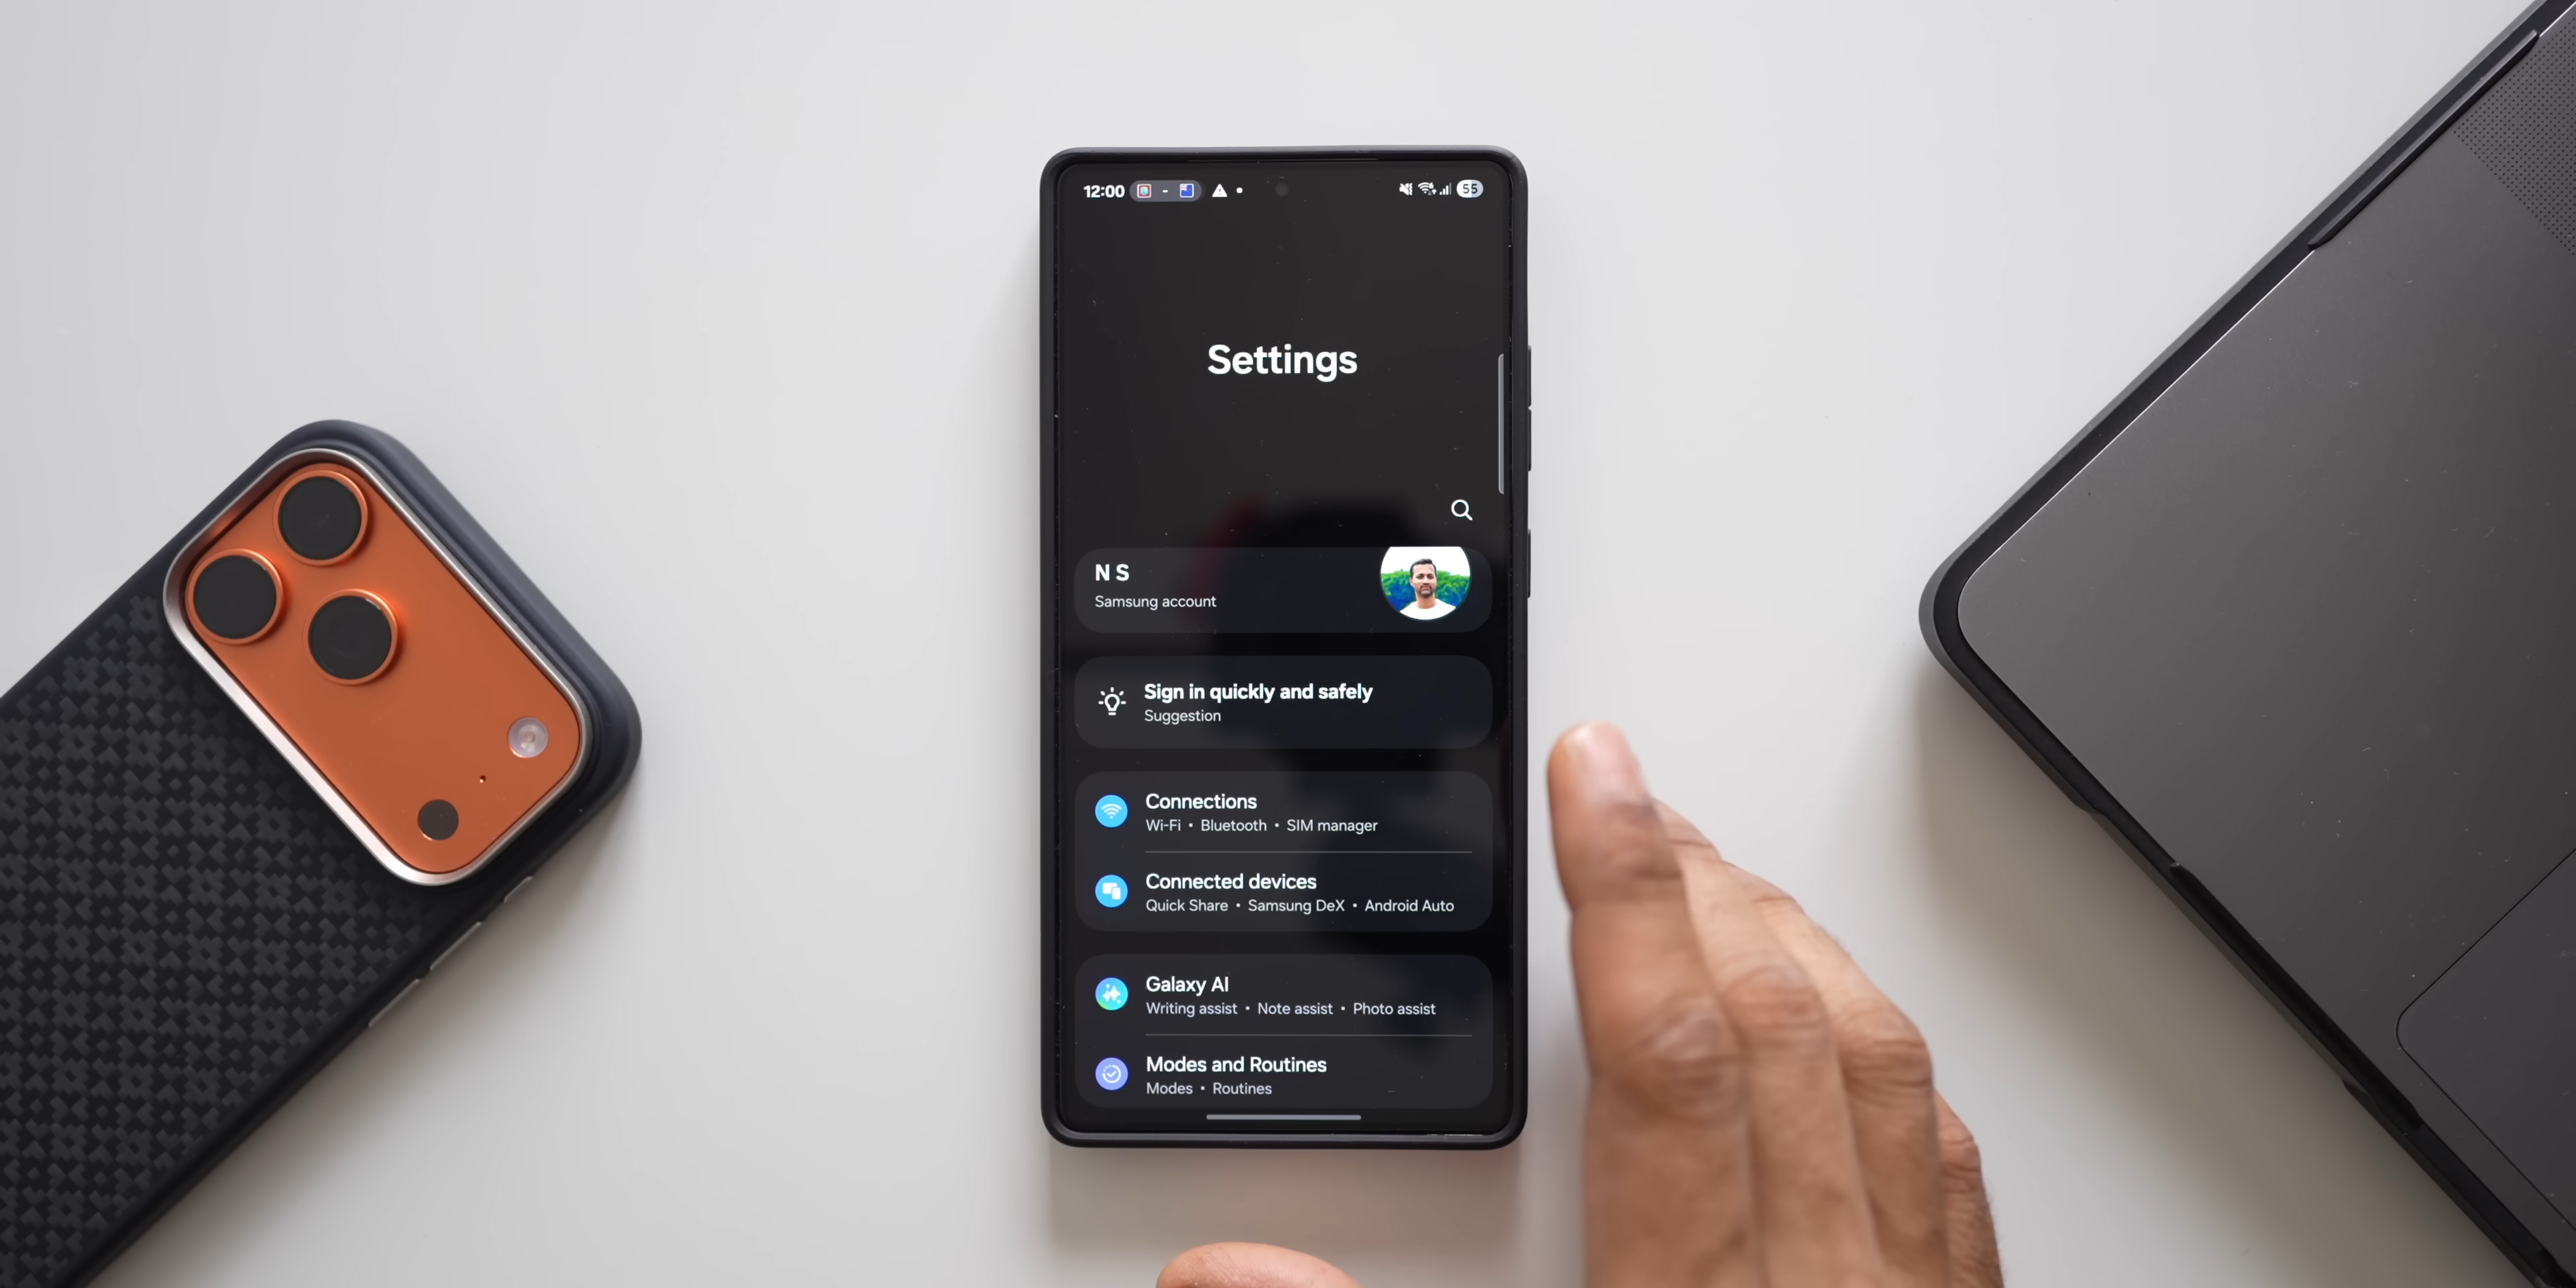 12:00 55
Settings
N S
Samsung account
Sign in quickly and safely
Suggestion
Connections
Wi-Fi • Bluetooth • SIM manager
Connected devices
Quick Share • Samsung DeX • Android Auto
Galaxy AI
Writing assist • Note assist • Photo assist
Modes and Routines
Modes • Routines